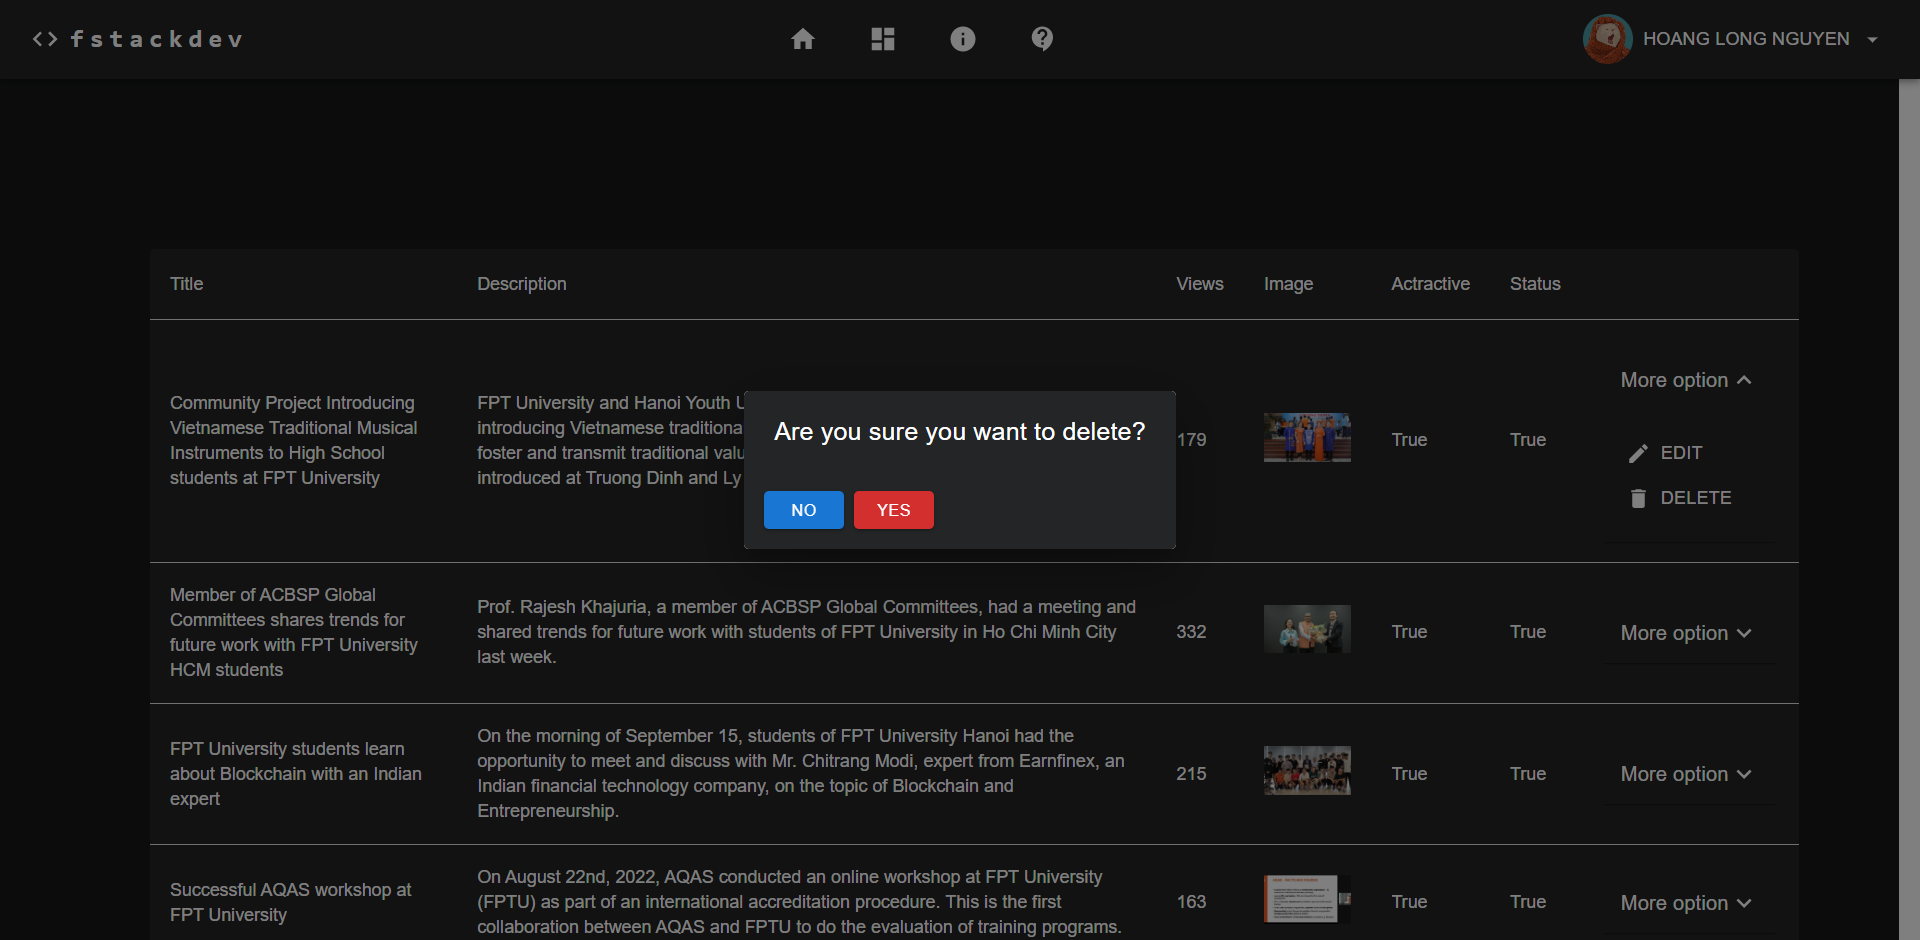 <> fstackdev
HOANG LONG NGUYEN
Title
Description
Views
Image
Actractive
Status
Community Project Introducing
Vietnamese Traditional Musical
Instruments to High School
students at FPT University
FPT University and Hanoi Youth
introducing Vietnamese
foster and transmit traditional
introduced at Truong Dinh and Ly
179
True
True
More option
EDIT
DELETE
Are you sure you want to delete?
NO
YES
Member of ACBSP Global
Committees shares trends for
future work with FPT University
HCM students
Prof. Rajesh Khajuria, a member of ACBSP Global Committees, had a meeting and
shared trends for future work with students of FPT University in Ho Chi Minh City
last week.
332
True
True
More option
FPT University students learn
about Blockchain with an Indian
expert
On the morning of September 15, students of FPT University Hanoi had the
opportunity to meet and discuss with Mr. Chitrang Modi, expert from Earnfinex, an
Indian financial technology company, on the topic of Blockchain and
Entrepreneurship.
215
True
True
More option
Successful AQAS workshop at
FPT University
On August 22nd, 2022, AQAS conducted an online workshop at FPT University
(FPTU) as part of an international accreditation procedure. This is the first
collaboration between AQAS and FPTU to do the evaluation of training programs.
163
True
True
More option